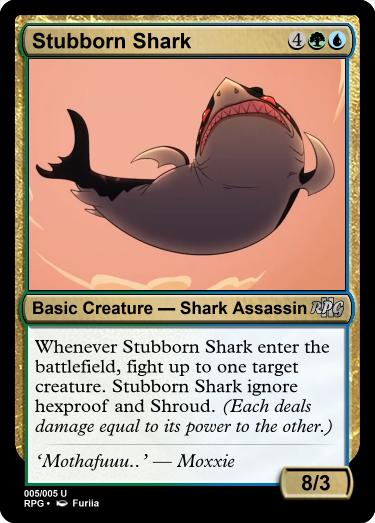 Stubborn Shark 4
Basic Creature — Shark Assassin RPG
Whenever Stubborn Shark enter the
battlefield, fight up to one target
creature. Stubborn Shark ignore
hexproof and Shroud. (Each deals
damage equal to its power to the other.)
‘Mothafuuu..’ — Moxxie
8/3
005/005 U
RPG • Furiia